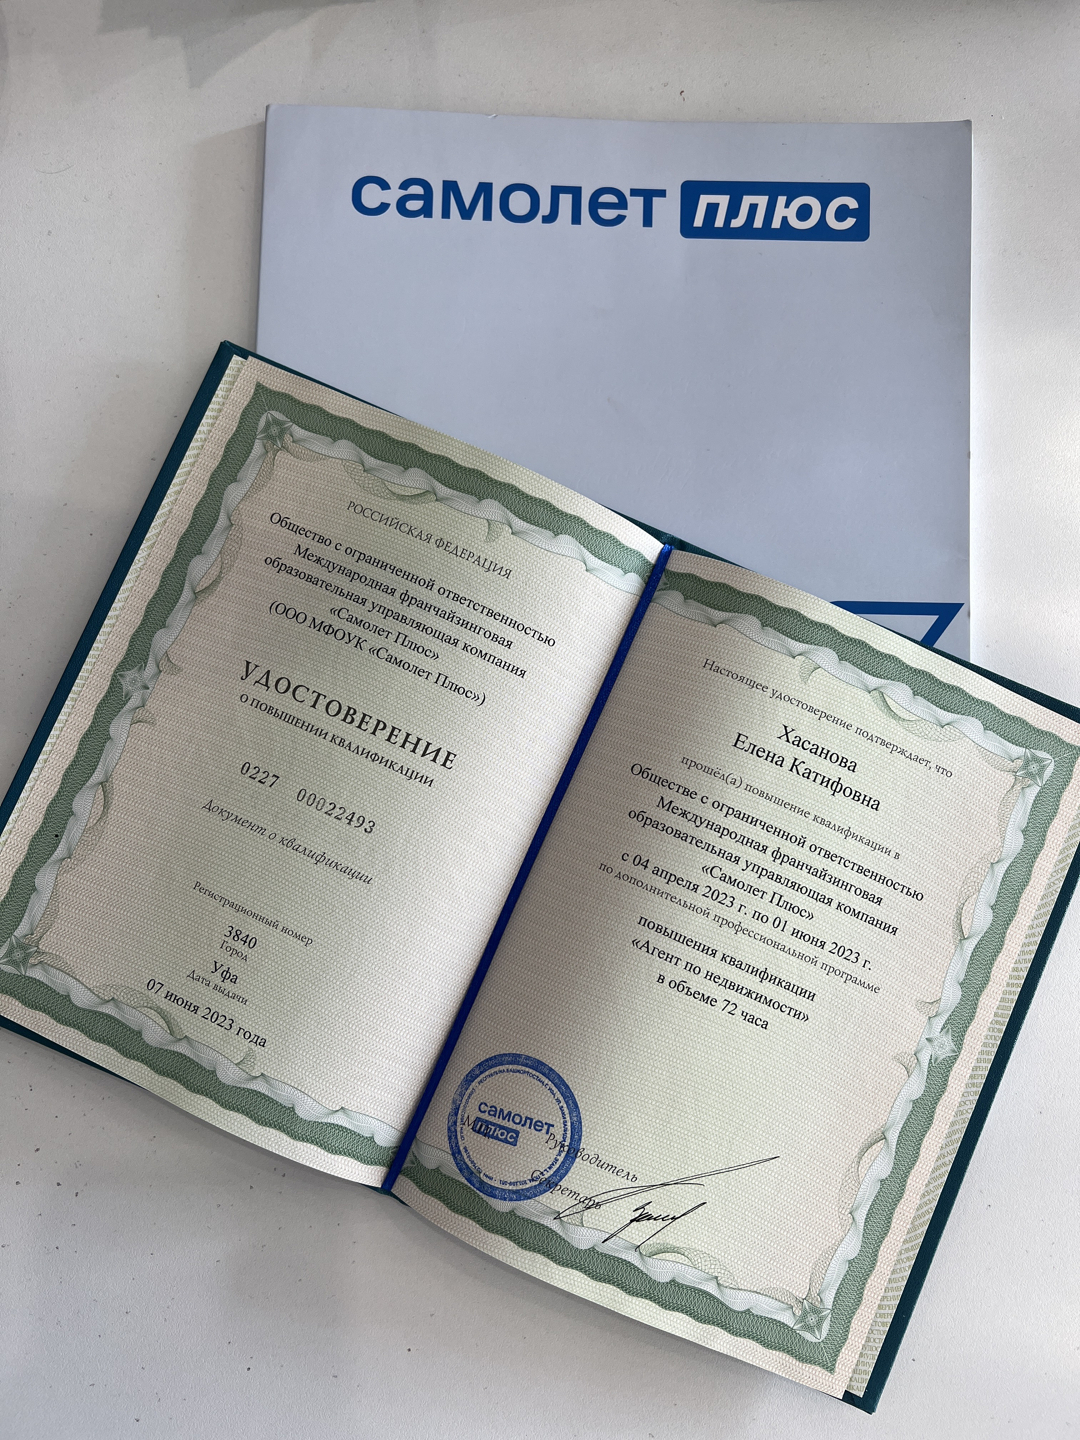 самолет плюс
РОССИЙСКАЯ ФЕДЕРАЦИЯ
Общество с ограниченной ответственностью
Международная франчайзинговая
образовательная управляющая компания
«Самолет Плюс»
(ООО МФОУК «Самолет Плюс»)
УДОСТОВЕРЕНИЕ
О ПОВЫШЕНИИ КВАЛИФИКАЦИИ
0227 00022493
Документ о квалификации
Регистрационный номер
3840
Город
Уфа
Дата выдачи
07 июня 2023 года
Настоящее удостоверение подтверждает, что
Хасанова
Елена Катифовна
прошёл(а) повышение квалификации в
Обществе с ограниченной ответственностью
Международная франчайзинговая
образовательная управляющая компания
«Самолет Плюс»
с 04 апреля 2023 г. по 01 июня 2023 г.
по дополнительной профессиональной программе
повышения квалификации
«Агент по недвижимости»
в объеме 72 часа
самолет
плюс
М.П.
Руководитель
Секретарь